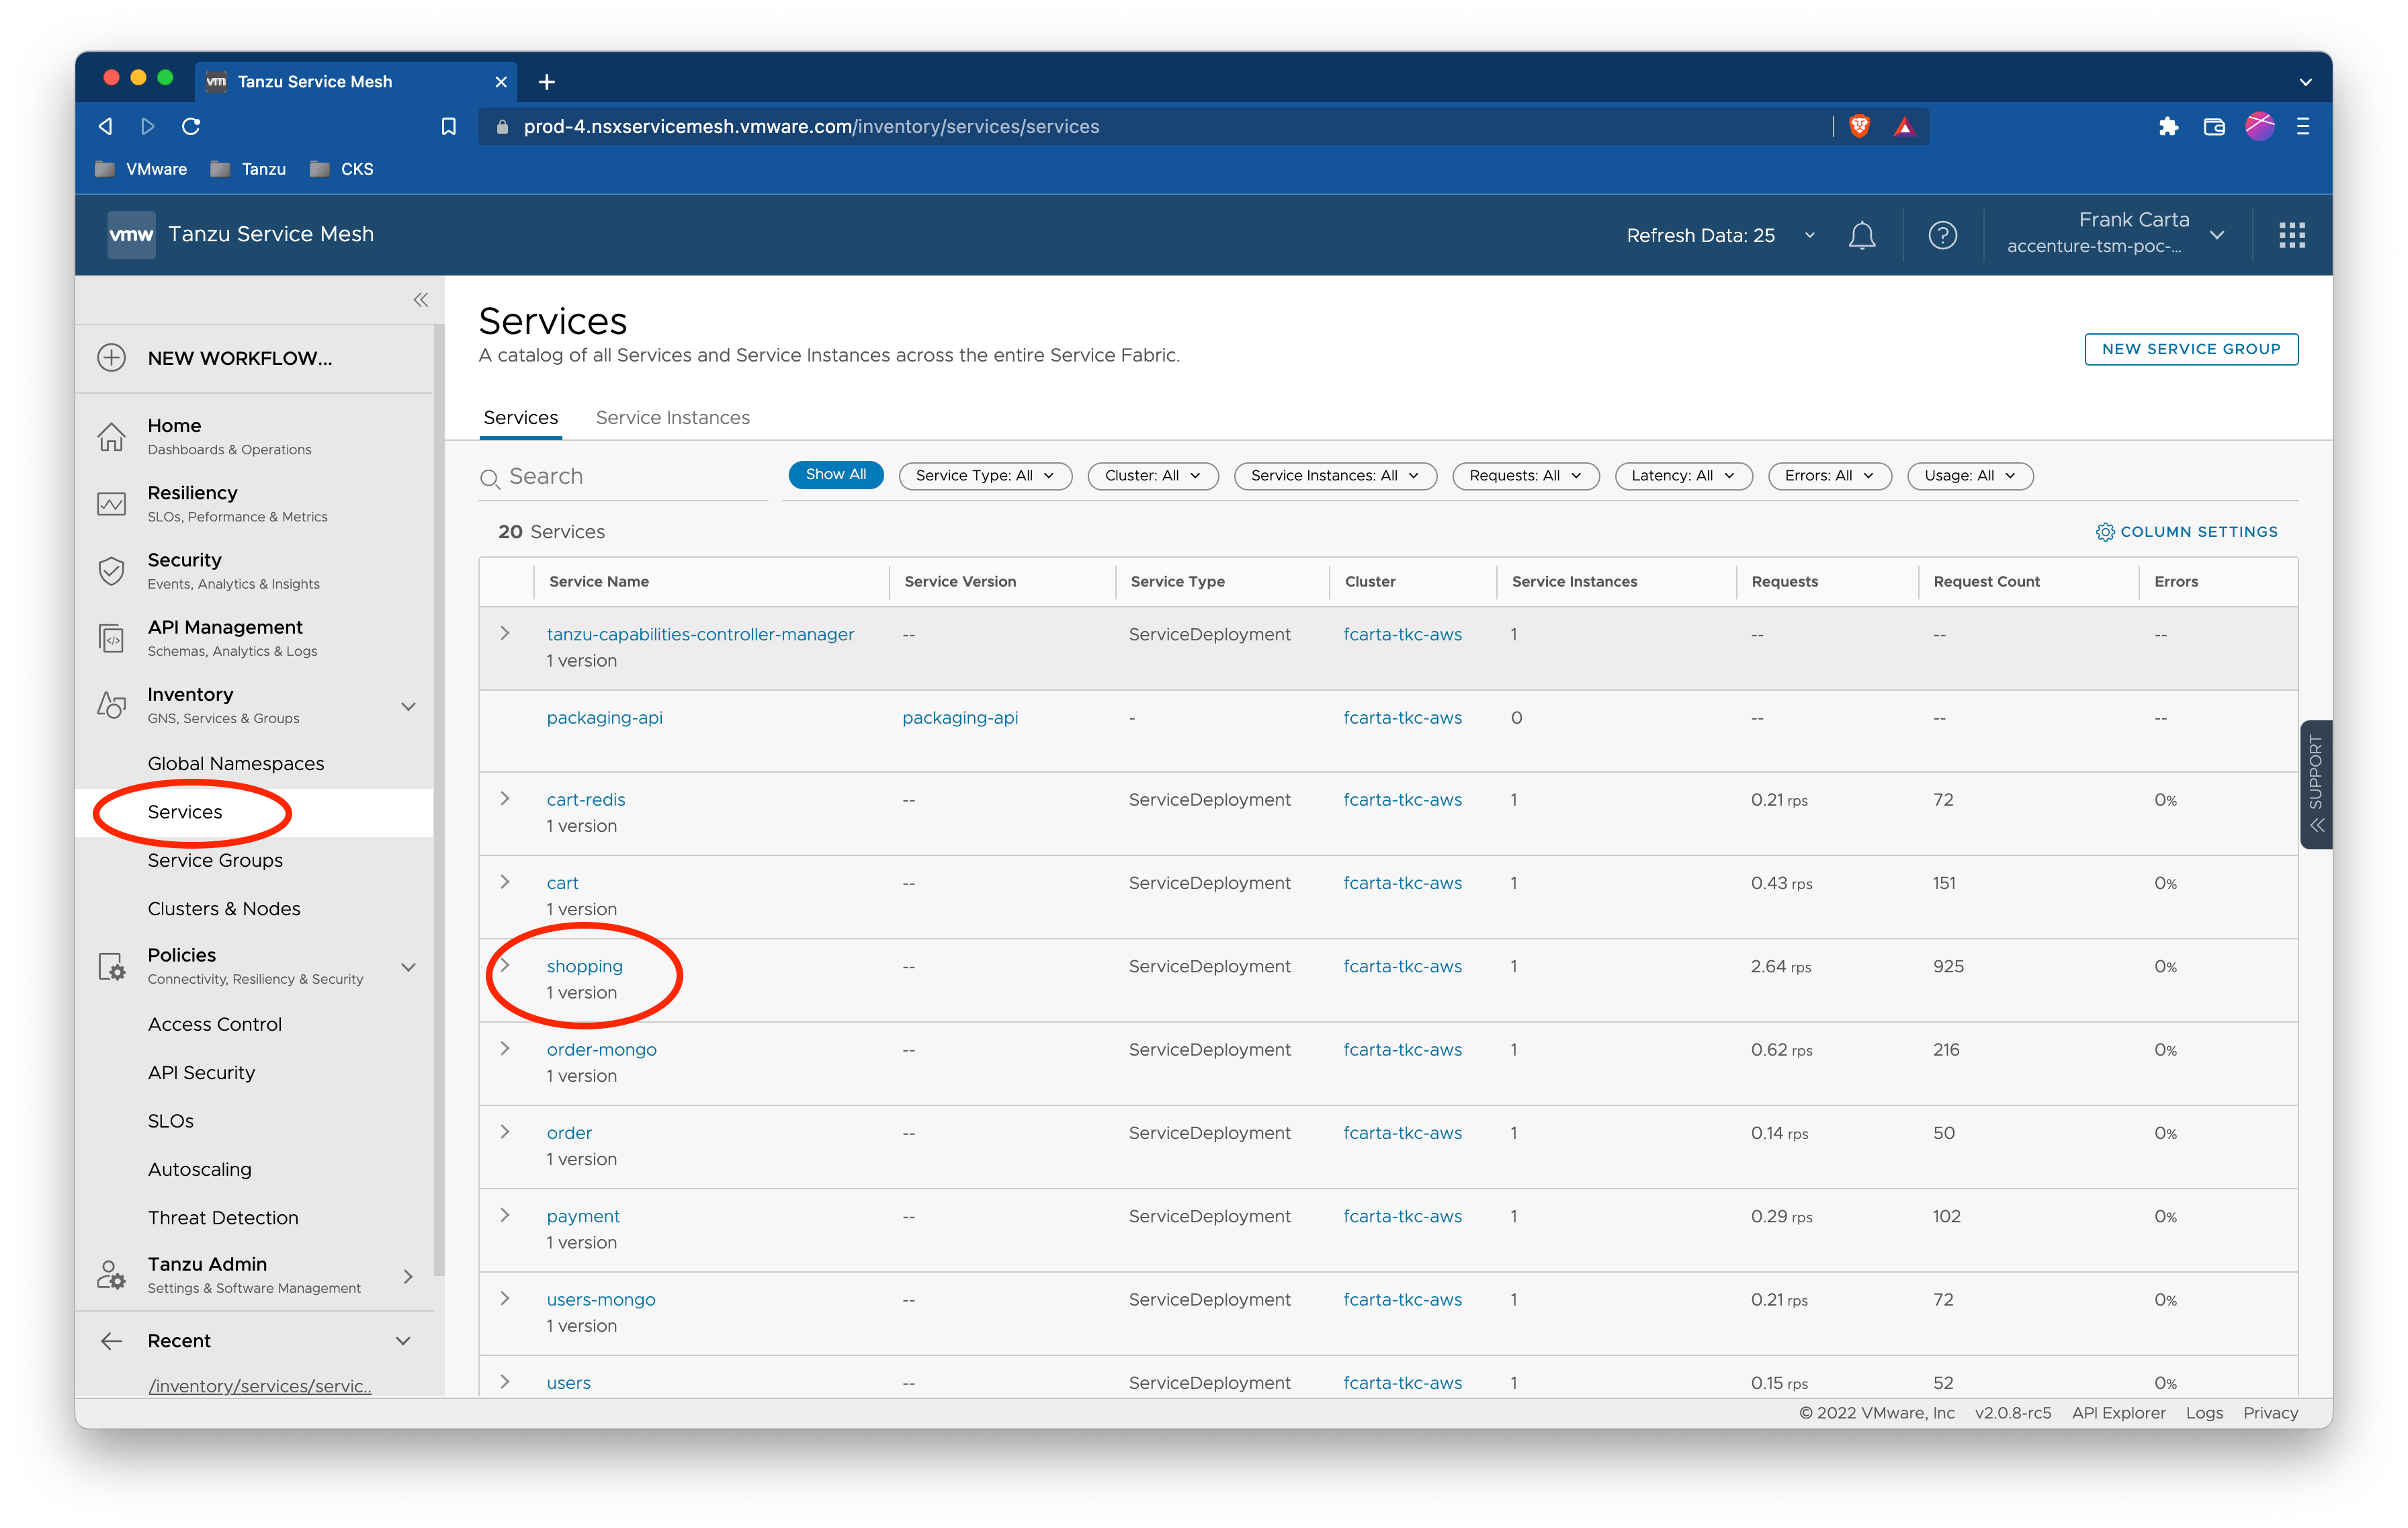 vm Tanzu Service Mesh
prod-4.nsxservicemesh.vmware.com/inventory/services/services
VMware Tanzu CKS
vmw Tanzu Service Mesh
Refresh Data: 25
Frank Carta
accenture-tsm-poc-...
NEW WORKFLOW...
Home
Dashboards & Operations
Resiliency
SLOs, Peformance & Metrics
Security
Events, Analytics & Insights
API Management
Schemas, Analytics & Logs
Inventory
GNS, Services & Groups
Global Namespaces
Services
Service Groups
Clusters & Nodes
Policies
Connectivity, Resiliency & Security
Access Control
API Security
SLOs
Autoscaling
Threat Detection
Tanzu Admin
Settings & Software Management
Recent
/inventory/services/servic..
Services
A catalog of all Services and Service Instances across the entire Service Fabric.
NEW SERVICE GROUP
Services Service Instances
Search Show All Service Type: All Cluster: All Service Instances: All Requests: All Latency: All Errors: All Usage: All
20 Services
COLUMN SETTINGS
Service Name Service Version Service Type Cluster Service Instances Requests Request Count Errors
tanzu-capabilities-controller-manager -- ServiceDeployment fcarta-tkc-aws 1 -- -- --
1 version
packaging-api packaging-api - fcarta-tkc-aws 0 -- -- --
cart-redis -- ServiceDeployment fcarta-tkc-aws 1 0.21 rps 72 0%
1 version
cart -- ServiceDeployment fcarta-tkc-aws 1 0.43 rps 151 0%
1 version
shopping -- ServiceDeployment fcarta-tkc-aws 1 2.64 rps 925 0%
1 version
order-mongo -- ServiceDeployment fcarta-tkc-aws 1 0.62 rps 216 0%
1 version
order -- ServiceDeployment fcarta-tkc-aws 1 0.14 rps 50 0%
1 version
payment -- ServiceDeployment fcarta-tkc-aws 1 0.29 rps 102 0%
1 version
users-mongo -- ServiceDeployment fcarta-tkc-aws 1 0.21 rps 72 0%
1 version
users -- ServiceDeployment fcarta-tkc-aws 1 0.15 rps 52 0%
SUPPORT
© 2022 VMware, Inc v2.0.8-rc5 API Explorer Logs Privacy